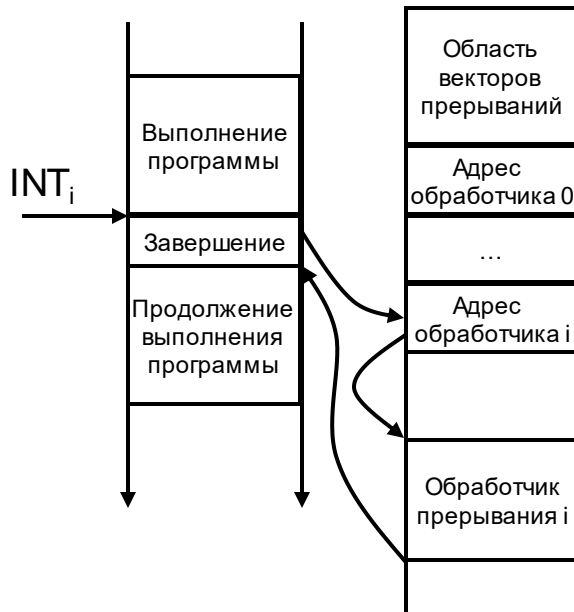 INTi
Выполнение
программы
Завершение
Продолжение
выполнения
программы
Область
векторов
прерываний
Адрес
обработчика 0
...
Адрес
обработчика i
Обработчик
прерывания i